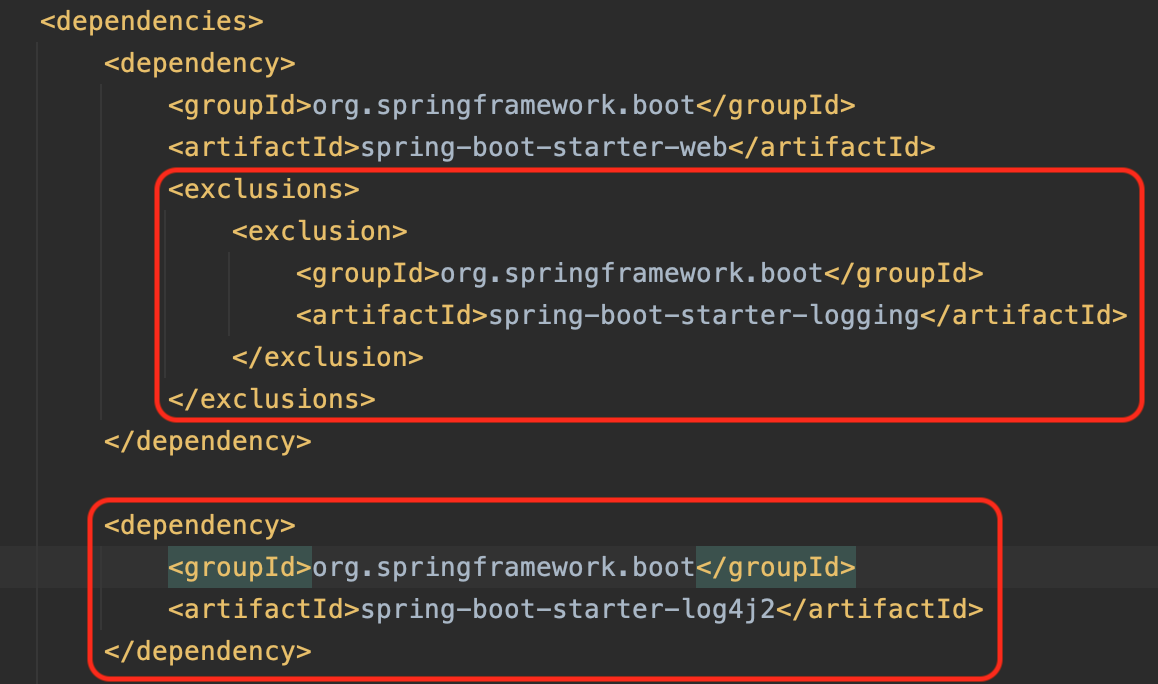 <dependencies>
<dependency>
<groupId>org.springframework.boot</groupId>
<artifactId>spring-boot-starter-web</artifactId>
<exclusions>
<exclusion>
<groupId>org.springframework.boot</groupId>
<artifactId>spring-boot-starter-logging</artifactId>
</exclusion>
</exclusions>
</dependency>
<dependency>
<groupId>org.springframework.boot</groupId>
<artifactId>spring-boot-starter-log4j2</artifactId>
</dependency>